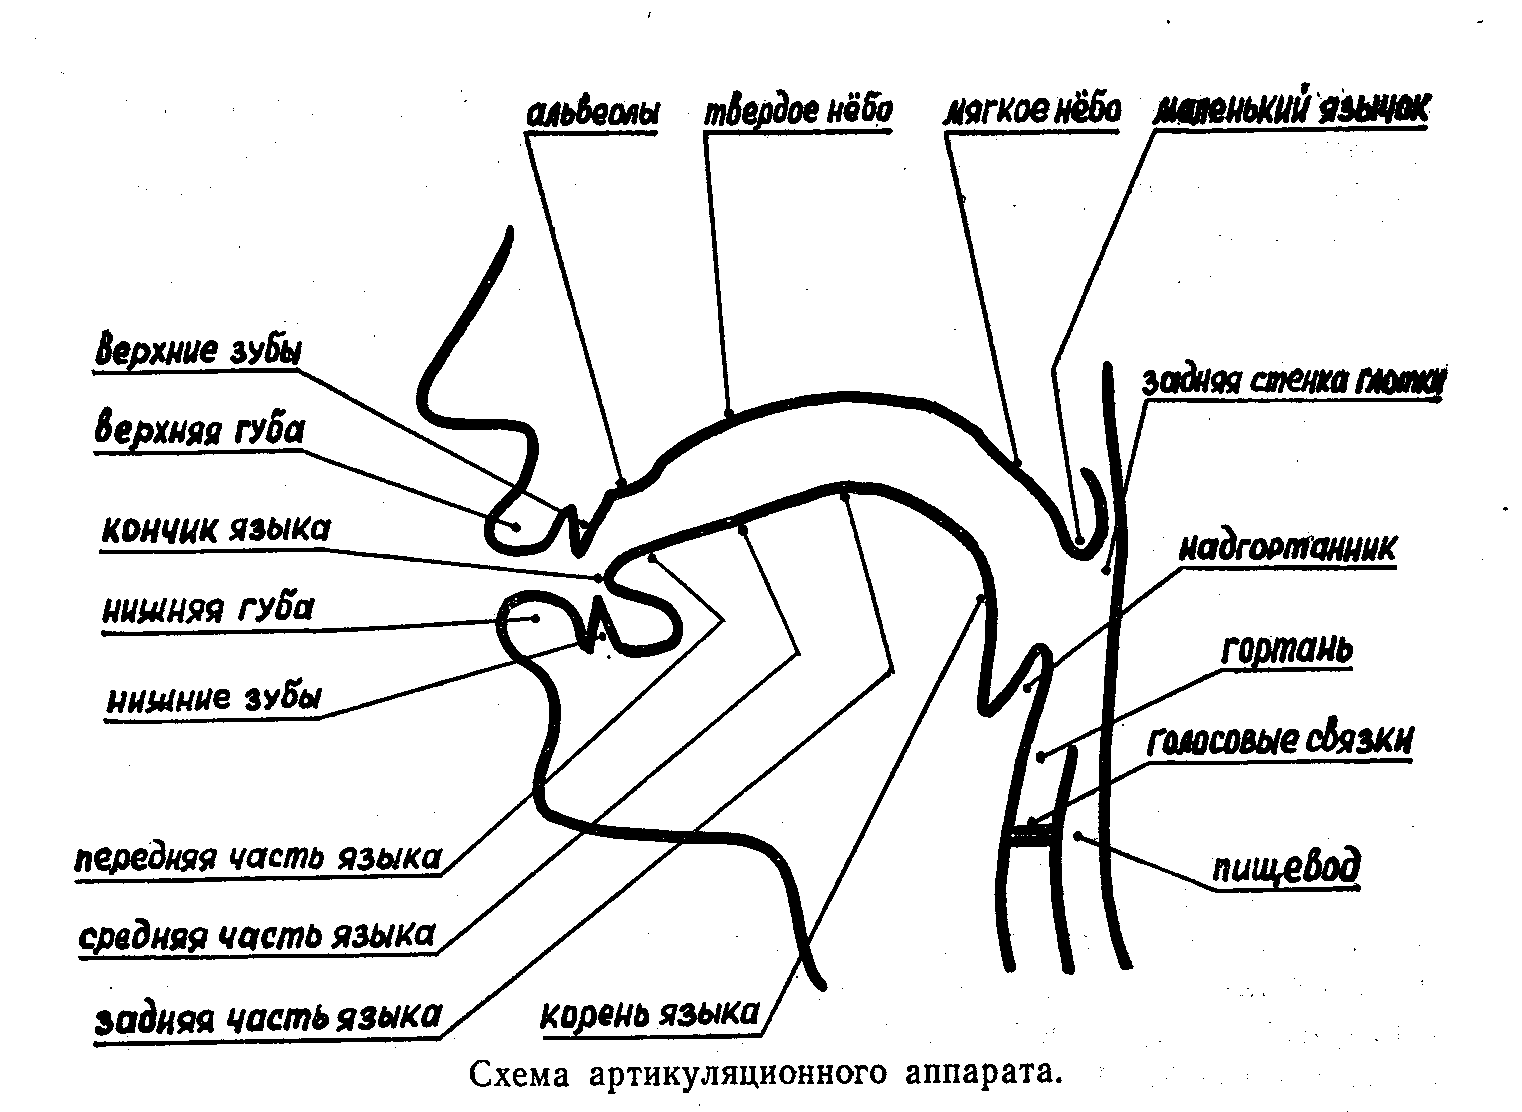 альвеолы
твердое нёбо
мягкое нёбо
маленький язычок
верхние зубы
задняя стенка глотки
верхняя губа
кончик языка
надгортанник
нижняя губа
гортань
нижние зубы
голосовые связки
передняя часть языка
пищевод
средняя часть языка
задняя часть языка
корень языка
Схема артикуляционного аппарата.